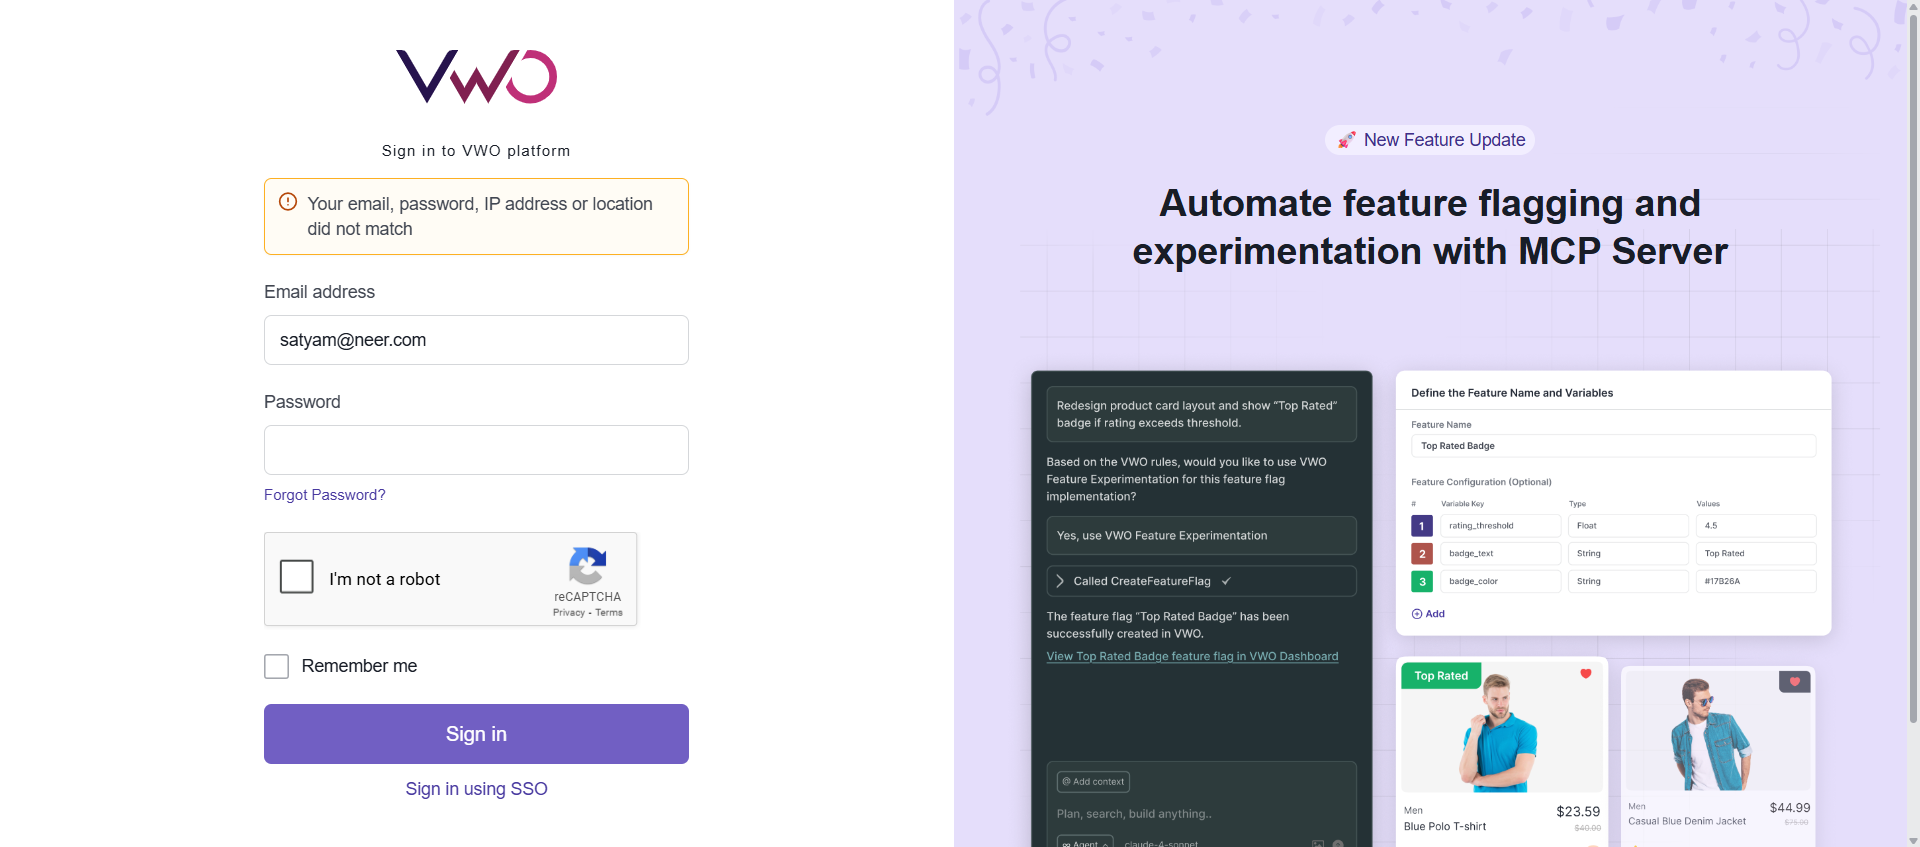 VWO
Sign in to VWO platform
Your email, password, IP address or location
did not match
Email address
satyam@neer.com
Password
Forgot Password?
I'm not a robot
reCAPTCHA
Privacy - Terms
Remember me
Sign in
Sign in using SSO
🚀 New Feature Update
Automate feature flagging and
experimentation with MCP Server
Redesign product card layout and show “Top Rated”
badge if rating exceeds threshold.
Based on the VWO rules, would you like to use VWO
Feature Experimentation for this feature flag
implementation?
Yes, use VWO Feature Experimentation
Called CreateFeatureFlag ✓
The feature flag “Top Rated Badge” has been
successfully created in VWO.
View Top Rated Badge feature flag in VWO Dashboard
@ Add context
Plan, search, build anything..
∞ Agent claude-4-sonnet
Define the Feature Name and Variables
Feature Name
Top Rated Badge
Feature Configuration (Optional)
# Variable Key Type Values
1 rating_threshold Float 4.5
2 badge_text String Top Rated
3 badge_color String #17B26A
Add
Top Rated
Men
$23.59
Blue Polo T-shirt
$40.00
Men
$44.99
Casual Blue Denim Jacket
$75.00